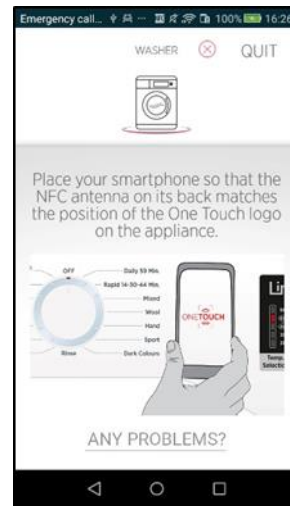 Emergency call... 100% 16:26
WASHER QUIT
Place your smartphone so that the
NFC antenna on its back matches
the position of the One Touch logo
on the appliance.
OFF
Daily 59 Min.
Rapid 14-30-44 Min.
Mixed
Wool
Hand
Sport
Dark Colours
Rinse
ONETOUCH
Temp.
Selection
ANY PROBLEMS?